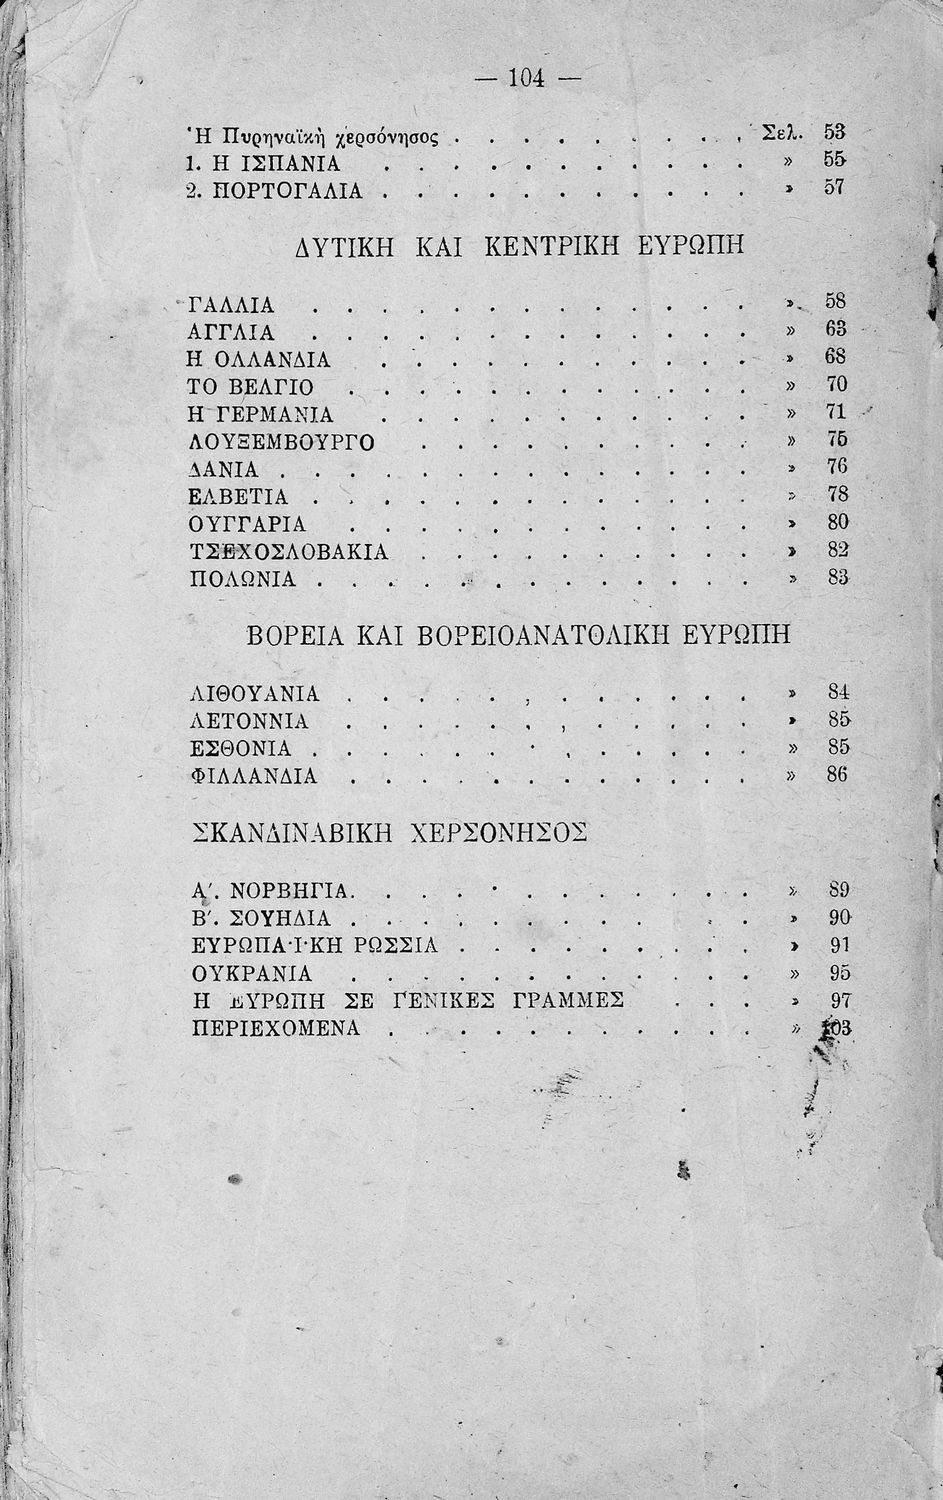 — 104 —
Ἡ Πυρηναϊκὴ χερσόνησος . . . . . . . . . Σελ. 53
1. Η ΙΣΠΑΝΙΑ . . . . . . . . . . . » 55
2. ΠΟΡΤΟΓΑΛΙΑ . . . . . . . . . . . » 57
ΔΥΤΙΚΗ ΚΑΙ ΚΕΝΤΡΙΚΗ ΕΥΡΩΠΗ
ΓΑΛΛΙΑ . . . . . . . . . . . . . » 58
ΑΓΓΛΙΑ . . . . . . . . . . . . . » 63
Η ΟΛΛΑΝΔΙΑ . . . . . . . . . . . » 68
ΤΟ ΒΕΛΓΙΟ . . . . . . . . . . . . » 70
Η ΓΕΡΜΑΝΙΑ . . . . . . . . . . . » 71
ΛΟΥΞΕΜΒΟΥΡΓΟ . . . . . . . . . . » 75
ΔΑΝΙΑ . . . . . . . . . . . . . . » 76
ΕΛΒΕΤΙΑ . . . . . . . . . . . . . » 78
ΟΥΓΓΑΡΙΑ . . . . . . . . . . . . » 80
ΤΣΕΧΟΣΛΟΒΑΚΙΑ . . . . . . . . . . » 82
ΠΟΛΩΝΙΑ . . . . . . . . . . . . . » 83
ΒΟΡΕΙΑ ΚΑΙ ΒΟΡΕΙΟΑΝΑΤΟΛΙΚΗ ΕΥΡΩΠΗ
ΛΙΘΟΥΑΝΙΑ . . . . . . . . . . . . » 84
ΛΕΤΟΝΝΙΑ . . . . . . . . . . . . » 85
ΕΣΘΟΝΙΑ . . . . . . . . . . . . . » 85
ΦΙΛΛΑΝΔΙΑ . . . . . . . . . . . . » 86
ΣΚΑΝΔΙΝΑΒΙΚΗ ΧΕΡΣΟΝΗΣΟΣ
Α΄. ΝΟΡΒΗΓΙΑ. . . . . . . . . . . . » 89
Β΄. ΣΟΥΗΔΙΑ . . . . . . . . . . . . » 90
ΕΥΡΩΠΑ·Ι·ΚΗ ΡΩΣΣΙΑ . . . . . . . . . » 91
ΟΥΚΡΑΝΙΑ . . . . . . . . . . . . » 95
Η ΕΥΡΩΠΗ ΣΕ ΓΕΝΙΚΕΣ ΓΡΑΜΜΕΣ . . . » 97
ΠΕΡΙΕΧΟΜΕΝΑ . . . . . . . . . . . » 103